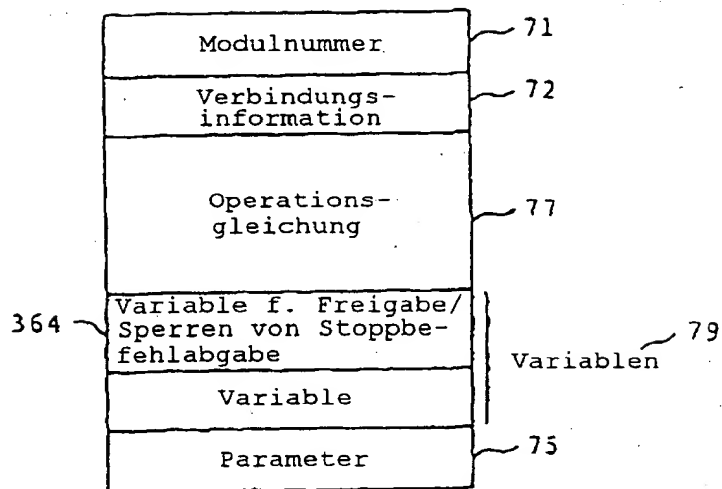 Modulnummer
71
Verbindungs-
information
72
Operations-
gleichung
77
364
Variable f. Freigabe/
Sperren von Stoppbe-
fehlabgabe
Variablen
79
Variable
Parameter
75